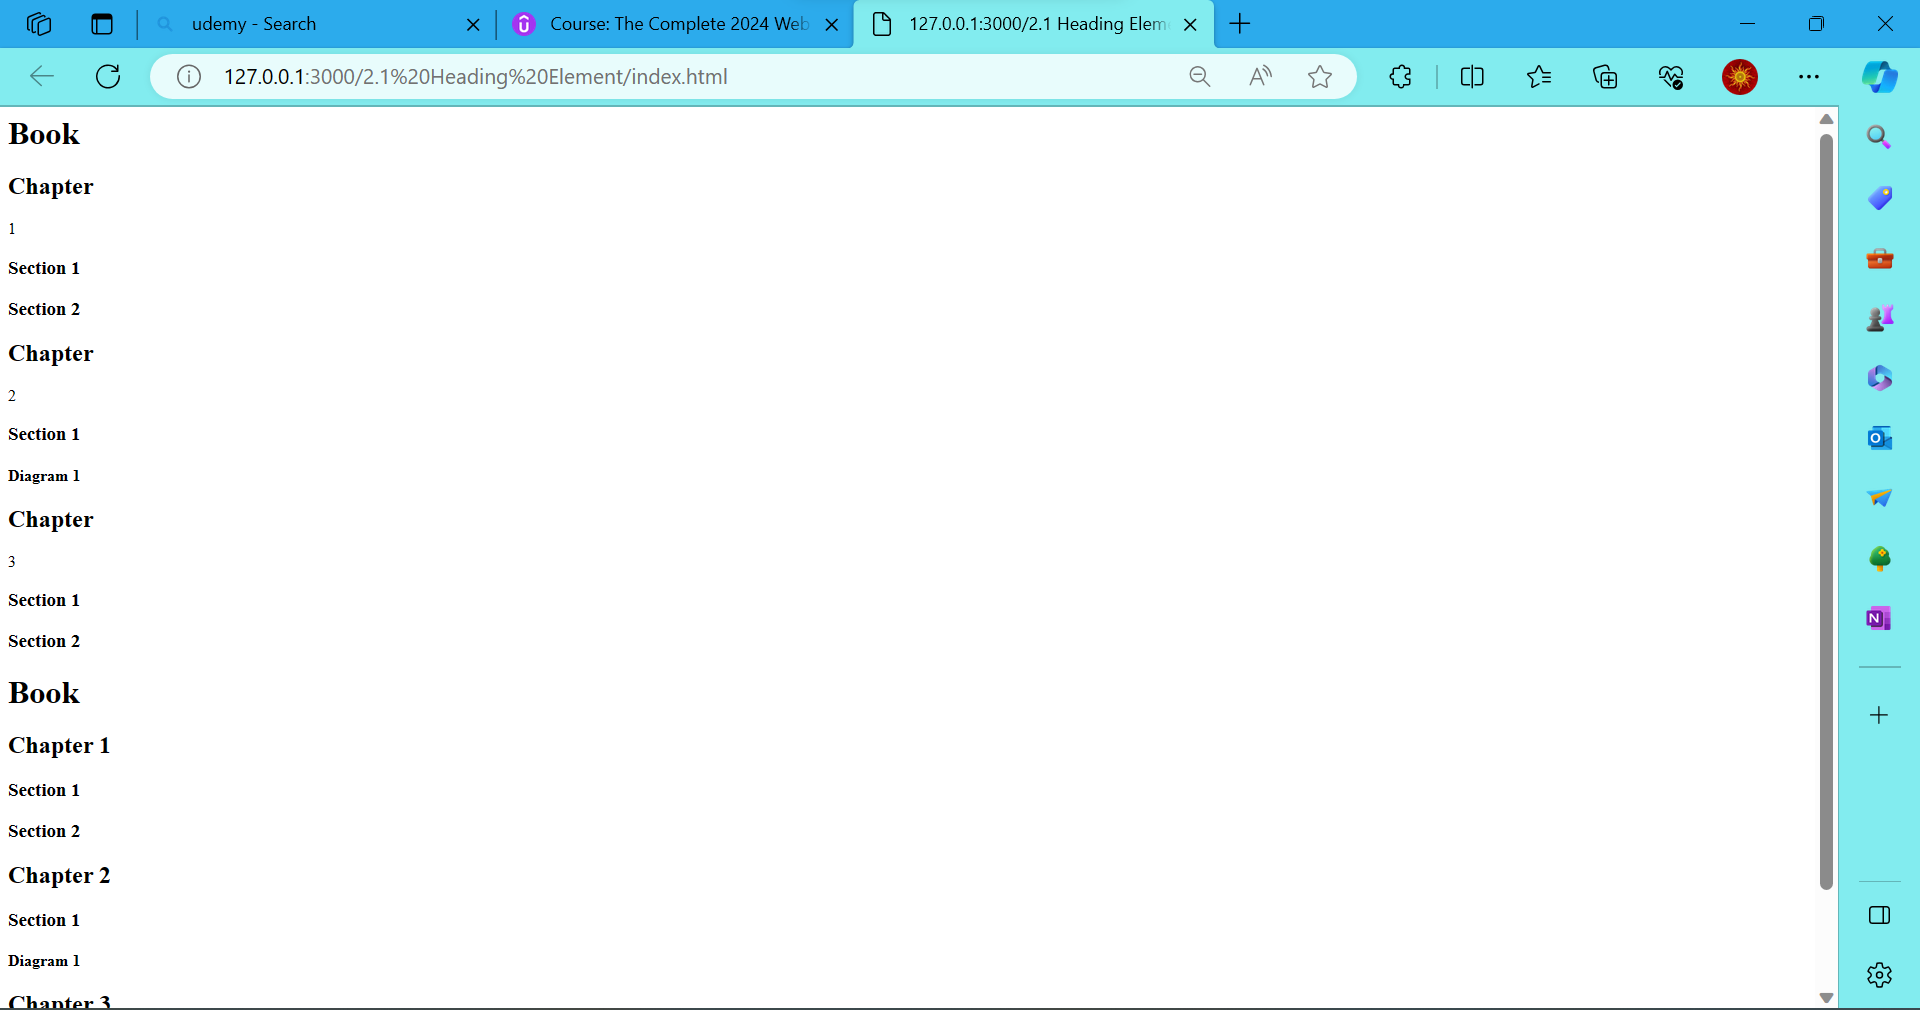 udemy - Search
Course: The Complete 2024 Web
127.0.0.1:3000/2.1 Heading Elem
127.0.0.1:3000/2.1%20Heading%20Element/index.html
Book
Chapter
1
Section 1
Section 2
Chapter
2
Section 1
Diagram 1
Chapter
3
Section 1
Section 2
Book
Chapter 1
Section 1
Section 2
Chapter 2
Section 1
Diagram 1
Chapter 3